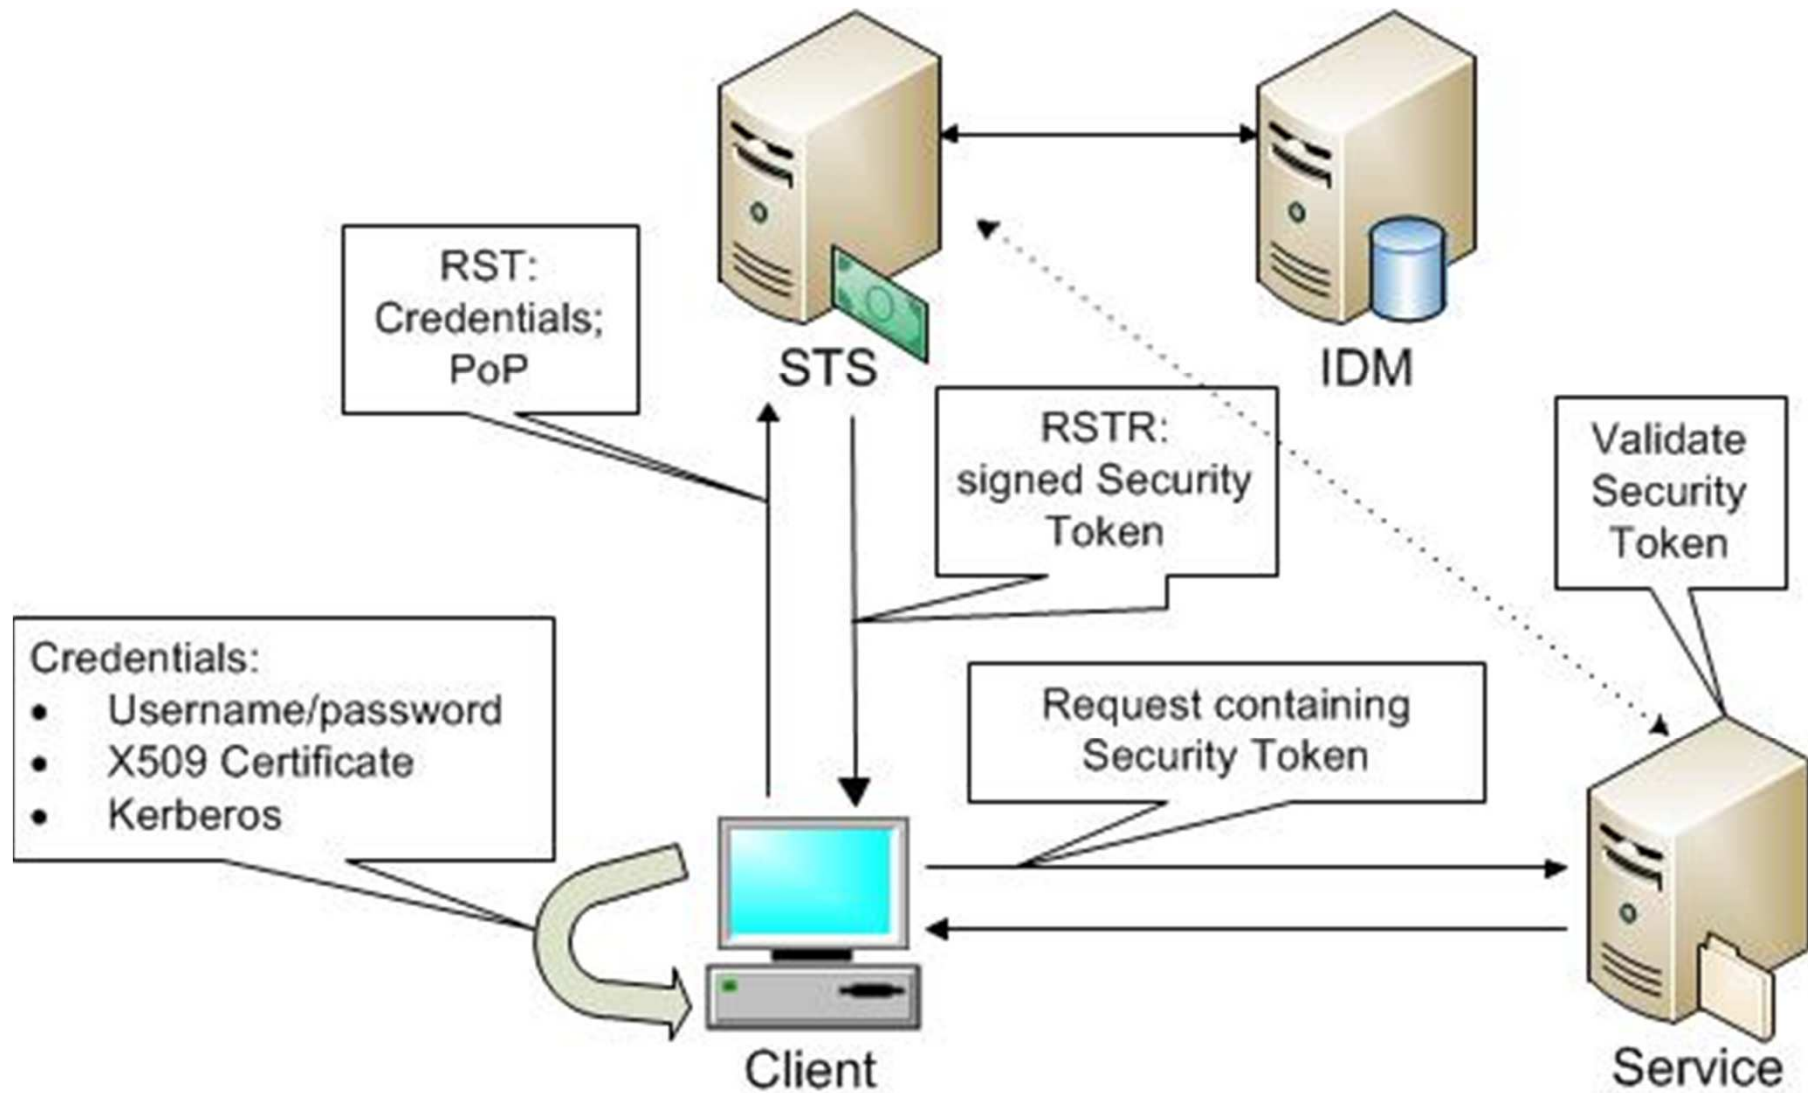 RST:
Credentials;
PoP
STS
IDM
RSTR:
signed Security
Token
Validate
Security
Token
Credentials:
• Username/password
• X509 Certificate
• Kerberos
Request containing
Security Token
Client
Service